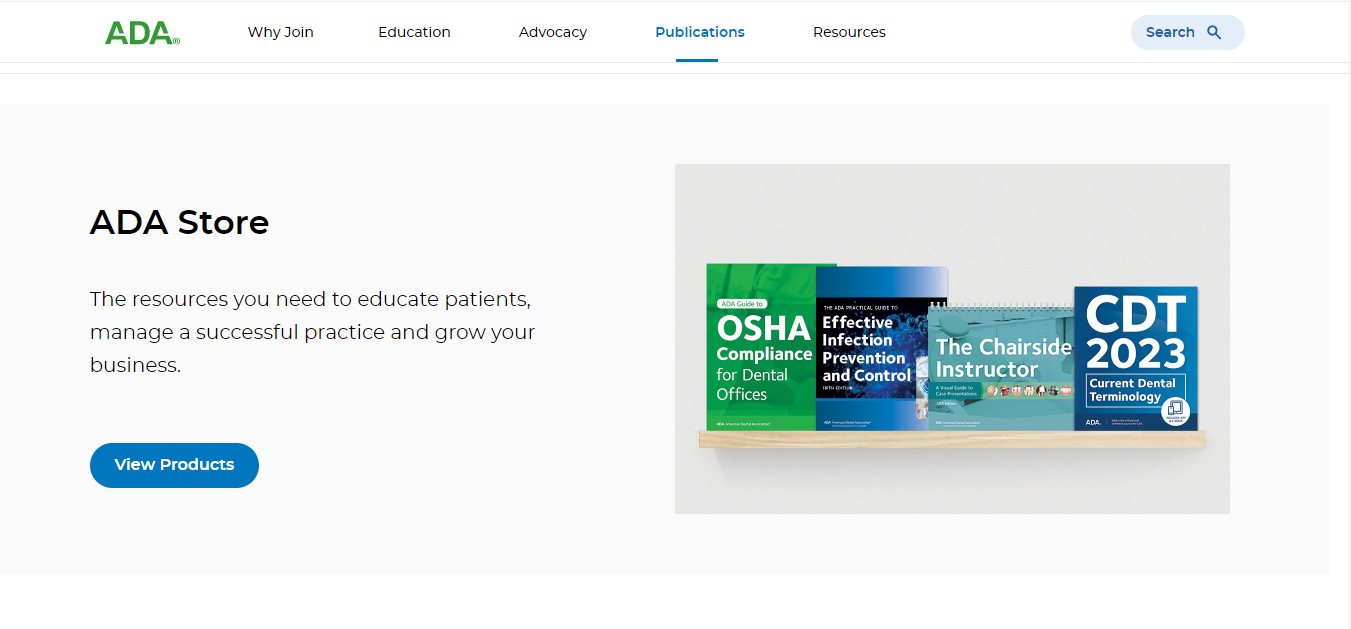 ADA®
Why Join
Education
Advocacy
Publications
Resources
Search
ADA Store
The resources you need to educate patients,
manage a successful practice and grow your
business.
View Products
ADA Guide to
OSHA
Compliance
for Dental
Offices
ADA American Dental Association®
THE ADA PRACTICAL GUIDE TO
Effective
Infection
Prevention
and Control
FIFTH EDITION
ADA American Dental Association®
The Chairside
Instructor
A Visual Guide to
Case Presentations
ADA American Dental Association®
CDT
2023
Current Dental
Terminology
ADA.